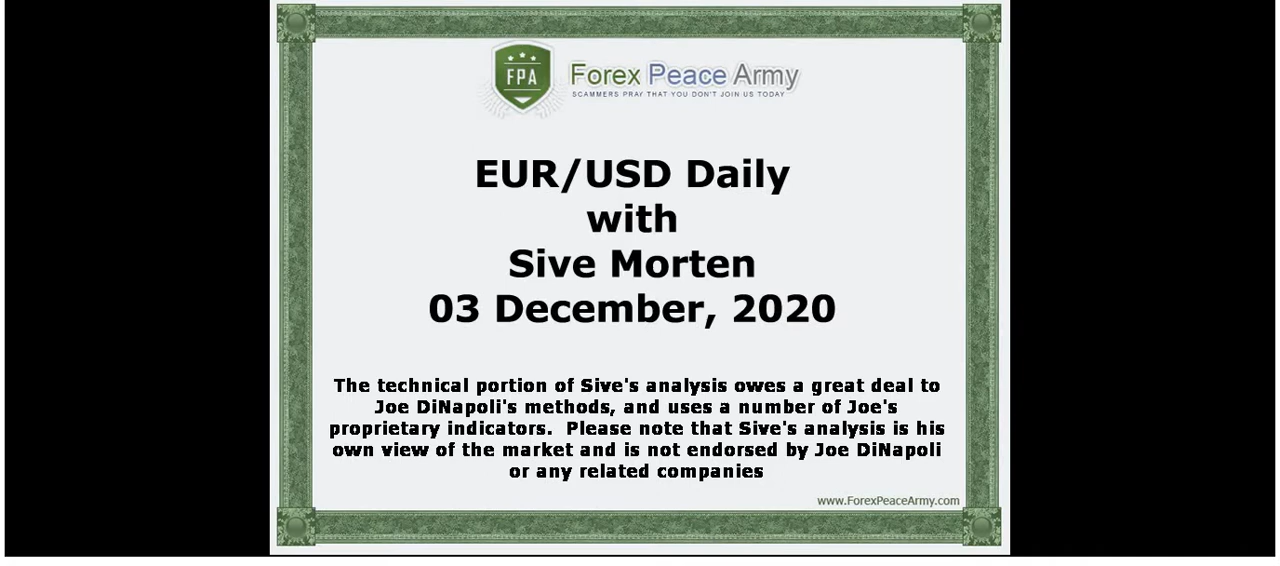 FPA
Forex Peace Army
SCAMMERS PRAY THAT YOU DON'T JOIN US TODAY
EUR/USD Daily
with
Sive Morten
03 December, 2020
The technical portion of Sive's analysis owes a great deal to
Joe DiNapoli's methods, and uses a number of Joe's
proprietary indicators.  Please note that Sive's analysis is his
own view of the market and is not endorsed by Joe DiNapoli
or any related companies
www.ForexPeaceArmy.com